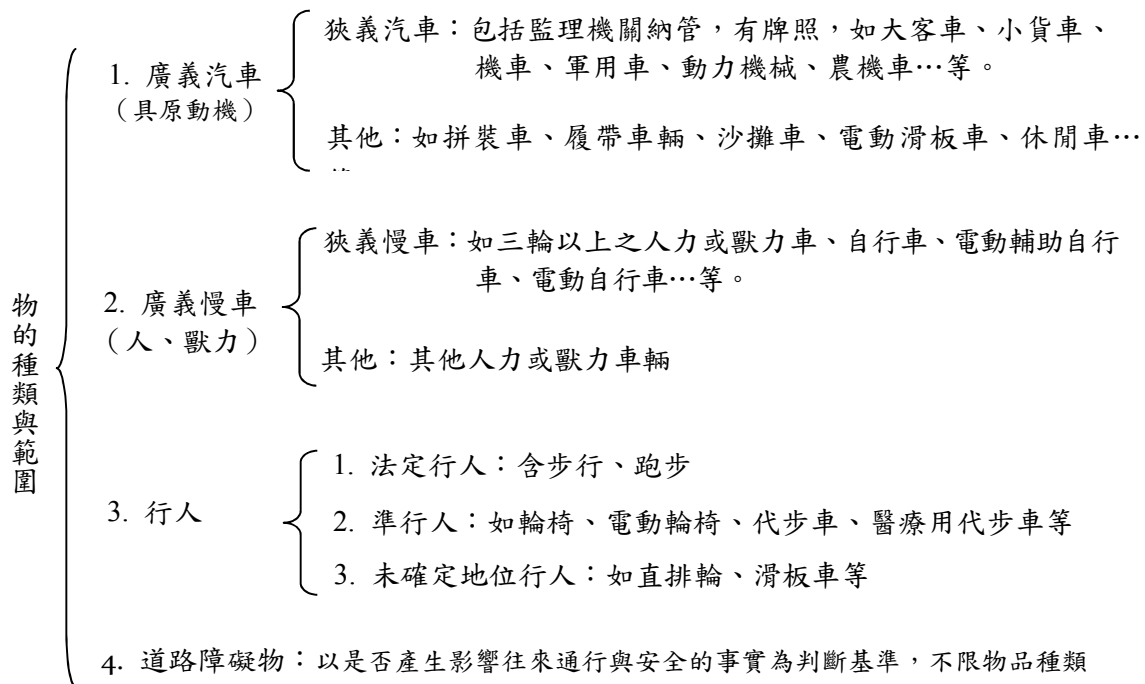 物的種類與範圍
1. 廣義汽車
（具原動機）
狹義汽車：包括監理機關納管，有牌照，如大客車、小貨車、
機車、軍用車、動力機械、農機車…等。
其他：如拼裝車、履帶車輛、沙攤車、電動滑板車、休閒車…
2. 廣義慢車
（人、獸力）
狹義慢車：如三輪以上之人力或獸力車、自行車、電動輔助自行
車、電動自行車…等。
其他：其他人力或獸力車輛
3. 行人
1. 法定行人：含步行、跑步
2. 準行人：如輪椅、電動輪椅、代步車、醫療用代步車等
3. 未確定地位行人：如直排輪、滑板車等
4. 道路障礙物：以是否產生影響往來通行與安全的事實為判斷基準，不限物品種類